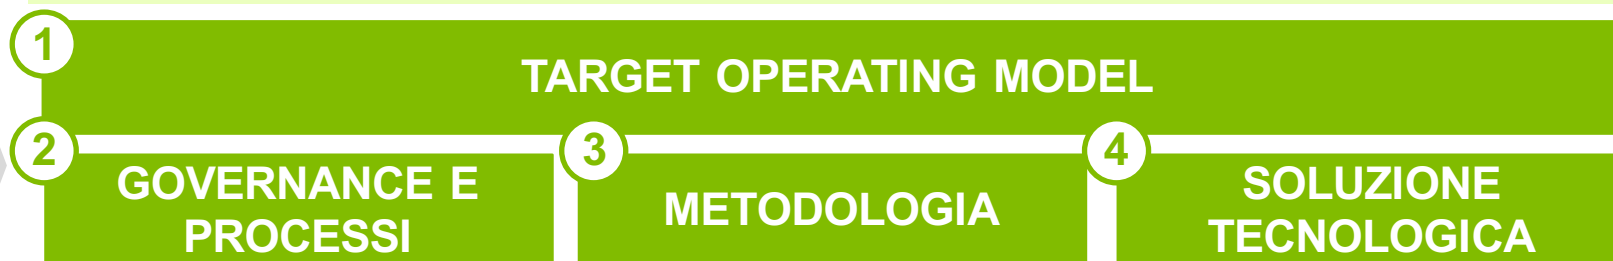 1
TARGET OPERATING MODEL
2
GOVERNANCE E
PROCESSI
3
METODOLOGIA
4
SOLUZIONE
TECNOLOGICA